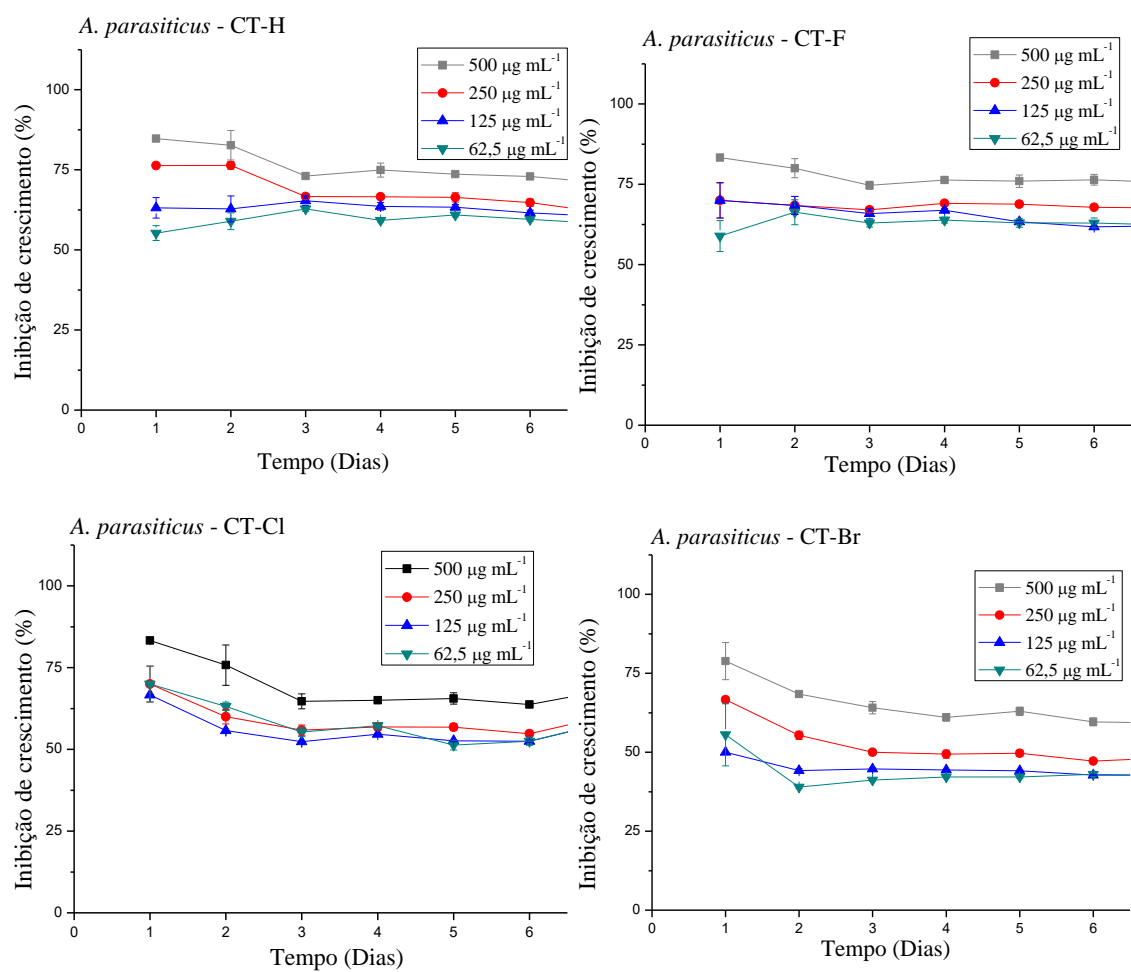 A. parasiticus - CT-H
500 μg mL⁻¹
250 μg mL⁻¹
125 μg mL⁻¹
62,5 μg mL⁻¹
Inibição de crescimento (%)
100
75
50
25
0
0 1 2 3 4 5 6
Tempo (Dias)
A. parasiticus - CT-F
500 μg mL⁻¹
250 μg mL⁻¹
125 μg mL⁻¹
62,5 μg mL⁻¹
Inibição de crescimento (%)
100
75
50
25
0
0 1 2 3 4 5 6
Tempo (Dias)
A. parasiticus - CT-Cl
500 μg mL⁻¹
250 μg mL⁻¹
125 μg mL⁻¹
62,5 μg mL⁻¹
Inibição de crescimento (%)
100
75
50
25
0
0 1 2 3 4 5 6
Tempo (Dias)
A. parasiticus - CT-Br
500 μg mL⁻¹
250 μg mL⁻¹
125 μg mL⁻¹
62,5 μg mL⁻¹
Inibição de crescimento (%)
100
75
50
25
0
0 1 2 3 4 5 6
Tempo (Dias)